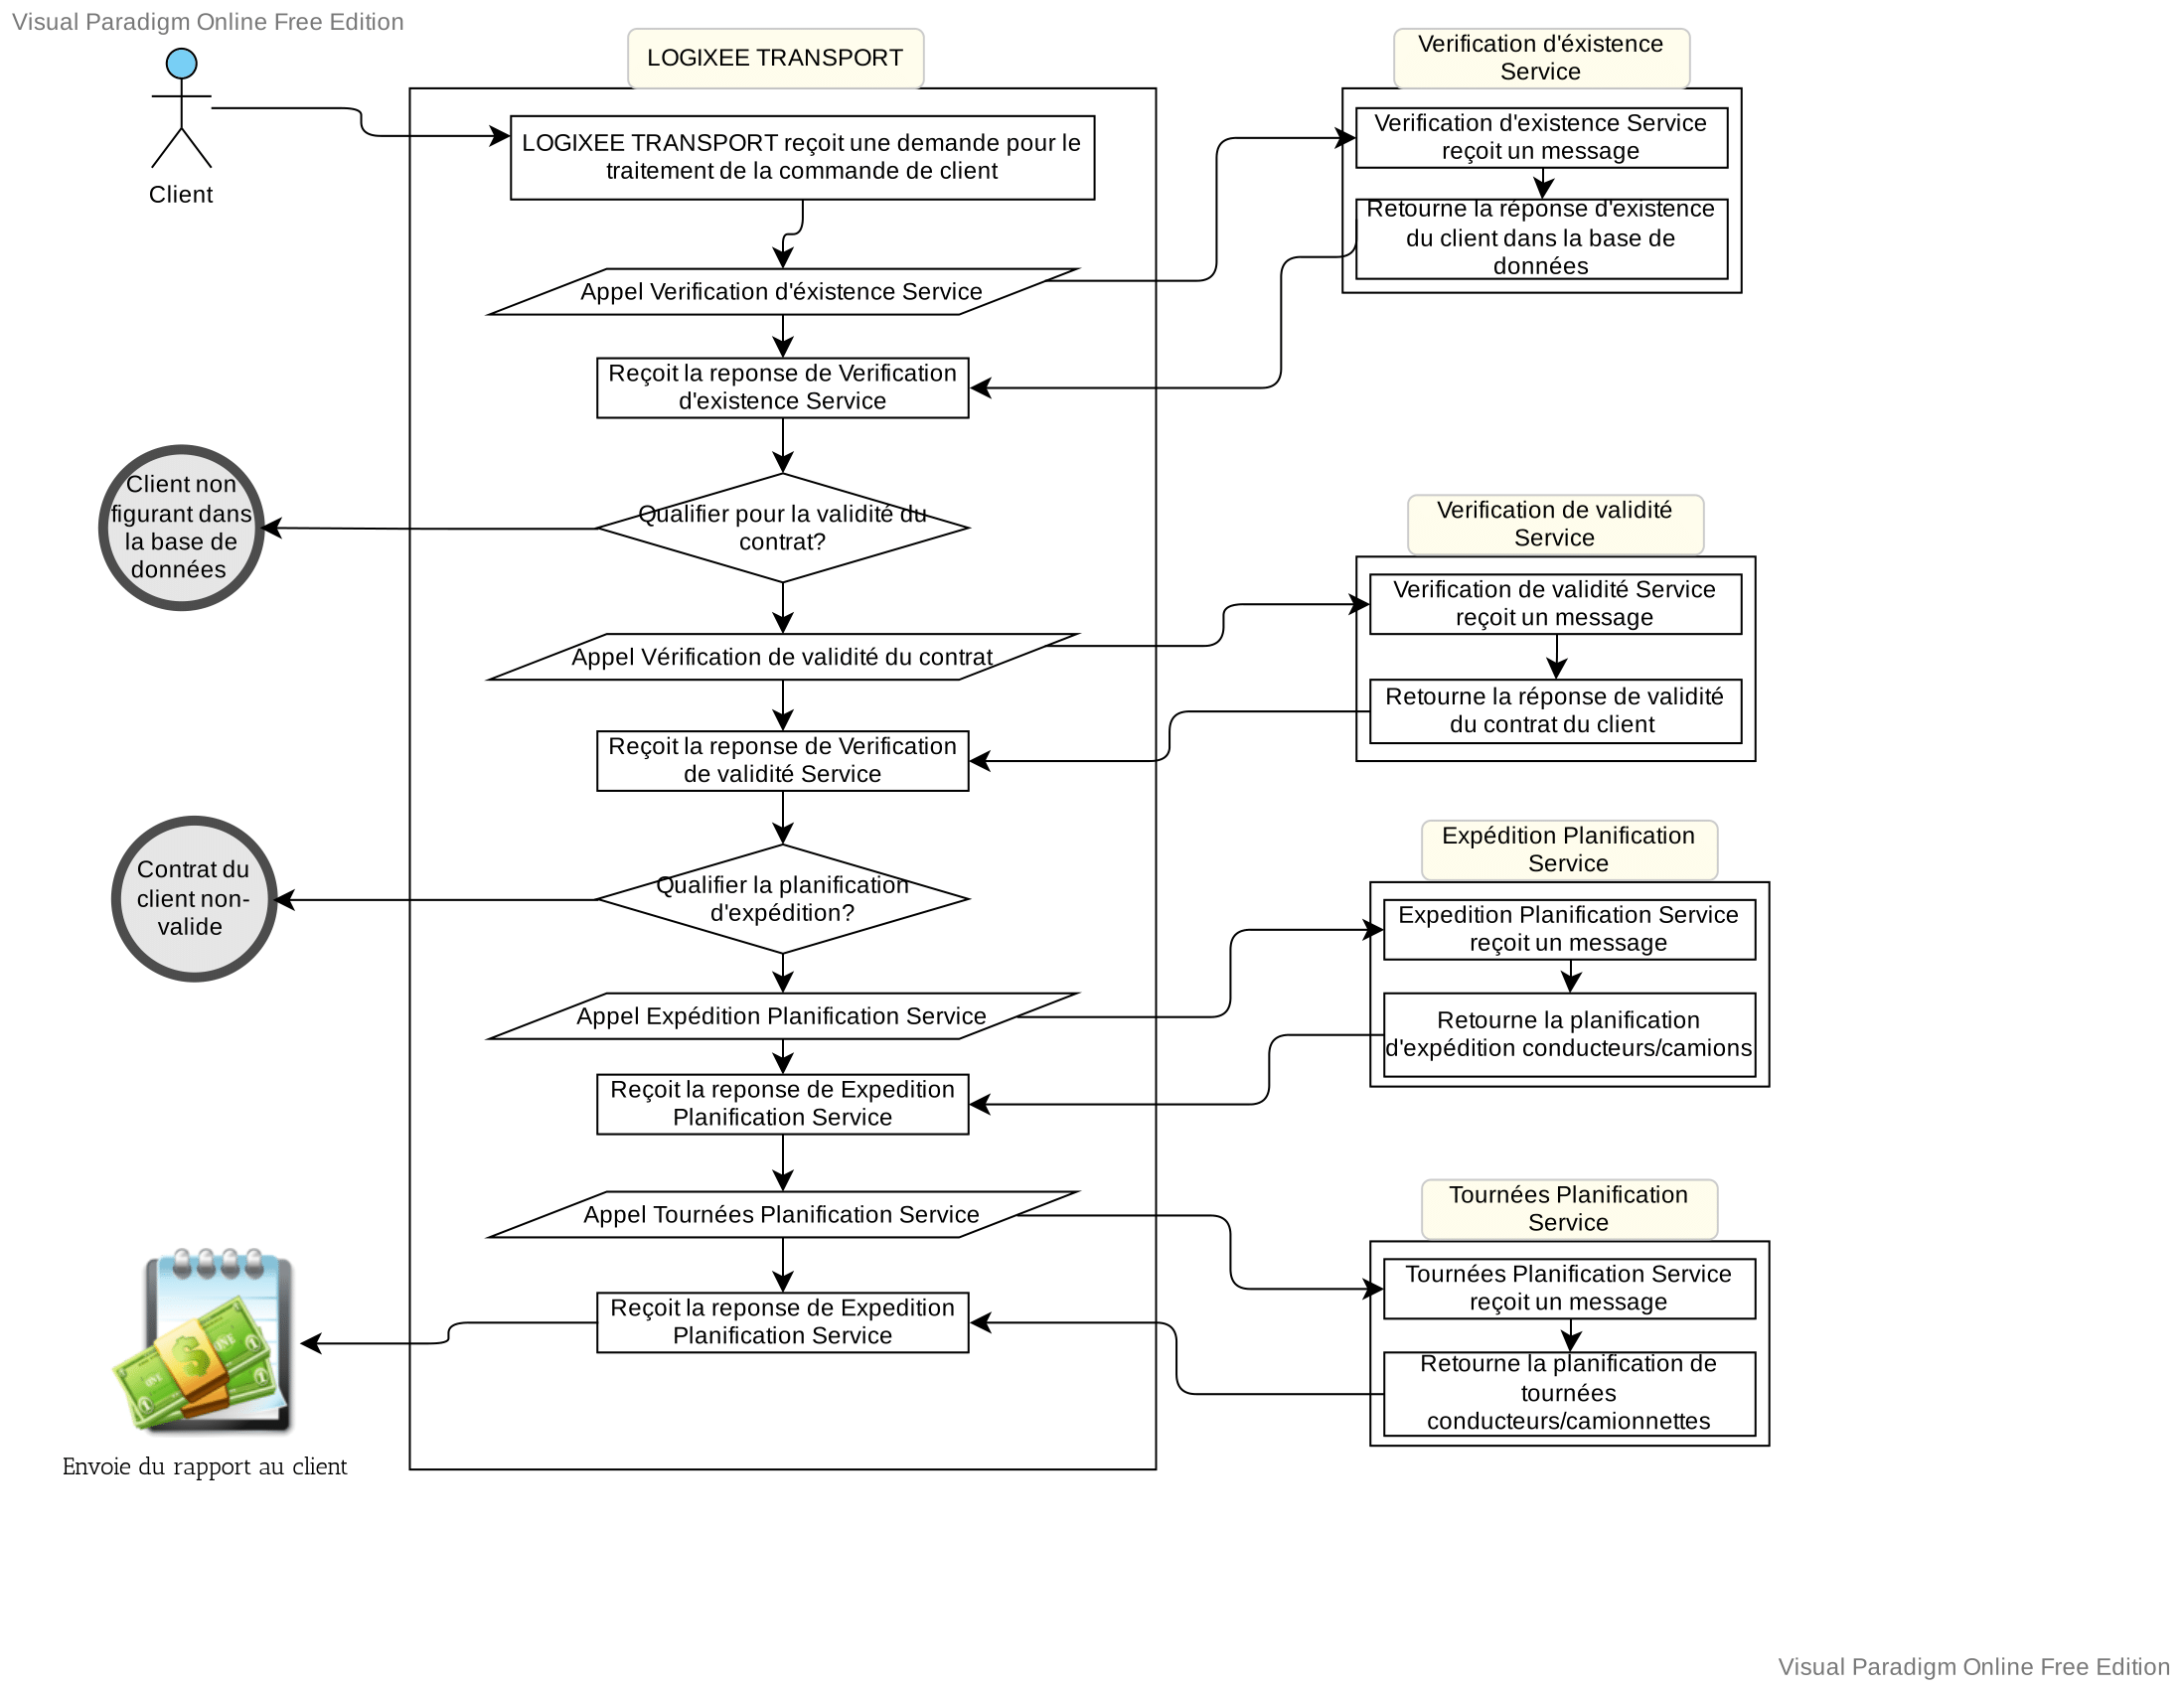 Visual Paradigm Online Free Edition
Client
LOGIXEE TRANSPORT
LOGIXEE TRANSPORT reçoit une demande pour le
traitement de la commande de client
Appel Verification d'éxistence Service
Reçoit la reponse de Verification
d'existence Service
Qualifier pour la validité du
contrat?
Client non
figurant dans
la base de
données
Appel Vérification de validité du contrat
Reçoit la reponse de Verification
de validité Service
Qualifier la planification
d'expédition?
Contrat du
client non-
valide
Appel Expédition Planification Service
Reçoit la reponse de Expedition
Planification Service
Appel Tournées Planification Service
Reçoit la reponse de Expedition
Planification Service
Envoie du rapport au client
Verification d'éxistence
Service
Verification d'existence Service
reçoit un message
Retourne la réponse d'existence
du client dans la base de
données
Verification de validité
Service
Verification de validité Service
reçoit un message
Retourne la réponse de validité
du contrat du client
Expédition Planification
Service
Expedition Planification Service
reçoit un message
Retourne la planification
d'expédition conducteurs/camions
Tournées Planification
Service
Tournées Planification Service
reçoit un message
Retourne la planification de
tournées
conducteurs/camionnettes
Visual Paradigm Online Free Edition